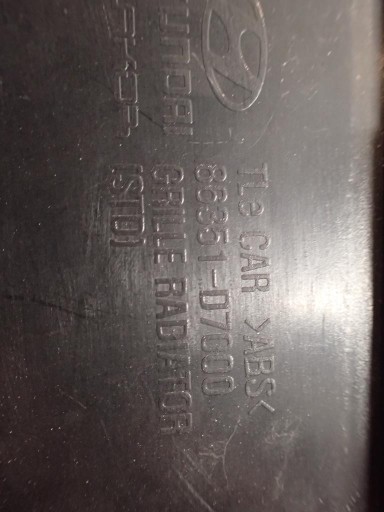 HYUNDAI
TLe CAR >ABS<
86351-D7000
GRILLE RADIATOR
(STD)